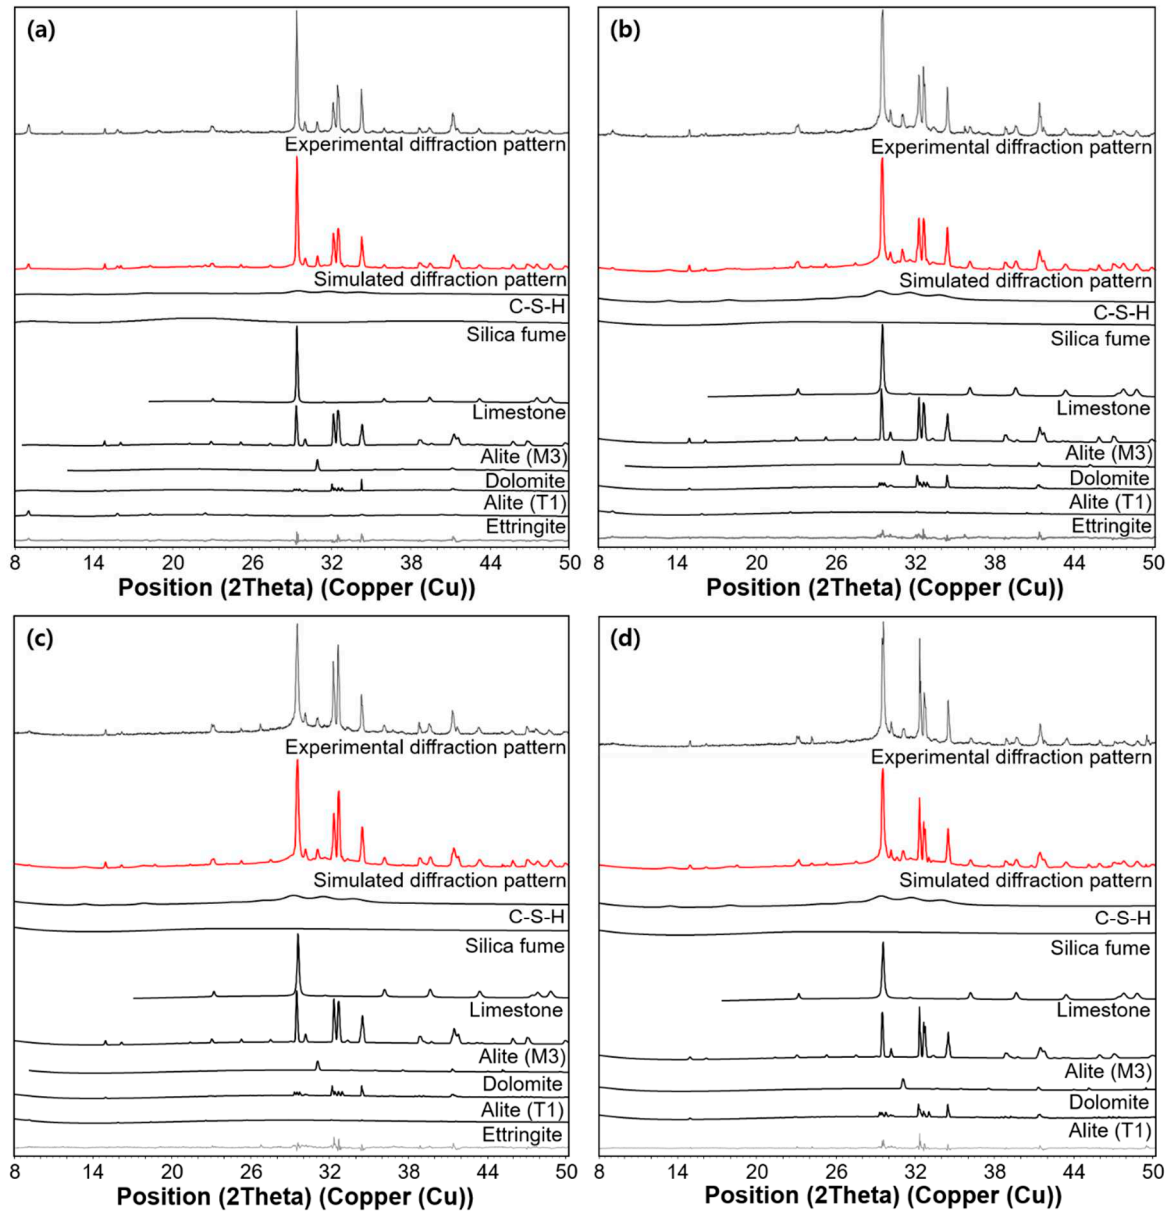 (a)
Experimental diffraction pattern
Simulated diffraction pattern
C-S-H
Silica fume
Limestone
Alite (M3)
Dolomite
Alite (T1)
Ettringite
8 14 20 26 32 38 44 50
Position (2Theta) (Copper (Cu))
(b)
Experimental diffraction pattern
Simulated diffraction pattern
C-S-H
Silica fume
Limestone
Alite (M3)
Dolomite
Alite (T1)
Ettringite
8 14 20 26 32 38 44 50
Position (2Theta) (Copper (Cu))
(c)
Experimental diffraction pattern
Simulated diffraction pattern
C-S-H
Silica fume
Limestone
Alite (M3)
Dolomite
Alite (T1)
Ettringite
8 14 20 26 32 38 44 50
Position (2Theta) (Copper (Cu))
(d)
Experimental diffraction pattern
Simulated diffraction pattern
C-S-H
Silica fume
Limestone
Alite (M3)
Dolomite
Alite (T1)
8 14 20 26 32 38 44 50
Position (2Theta) (Copper (Cu))